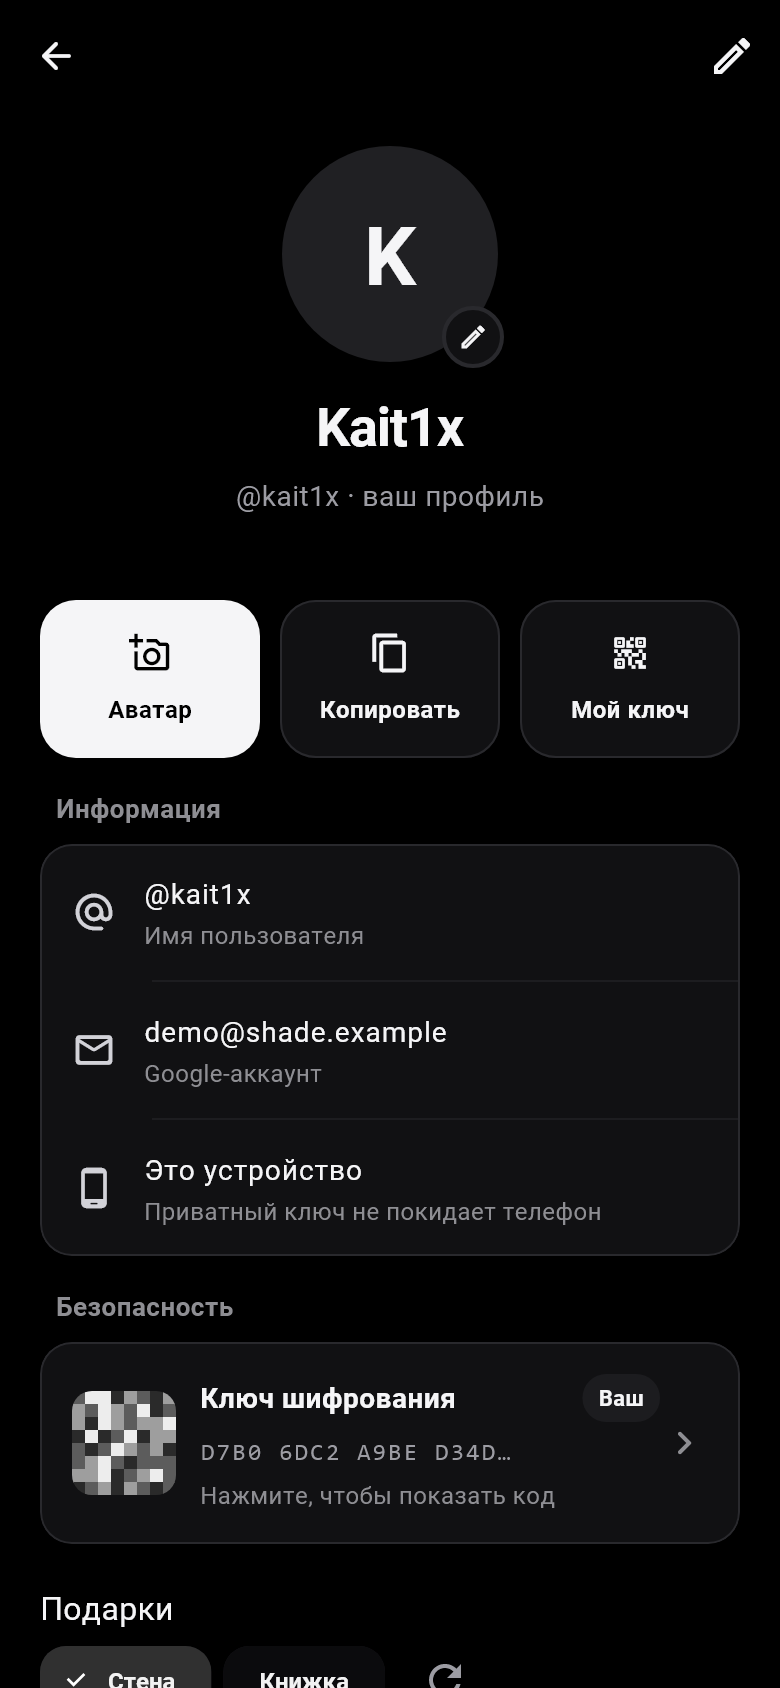 K
Kait1x
@kait1x · ваш профиль
Аватар
Копировать
Мой ключ
Информация
@kait1x
Имя пользователя
demo@shade.example
Google-аккаунт
Это устройство
Приватный ключ не покидает телефон
Безопасность
Ключ шифрования
Ваш
D7B0 6DC2 A9BE D34D…
Нажмите, чтобы показать код
Подарки
Стена
Книжка